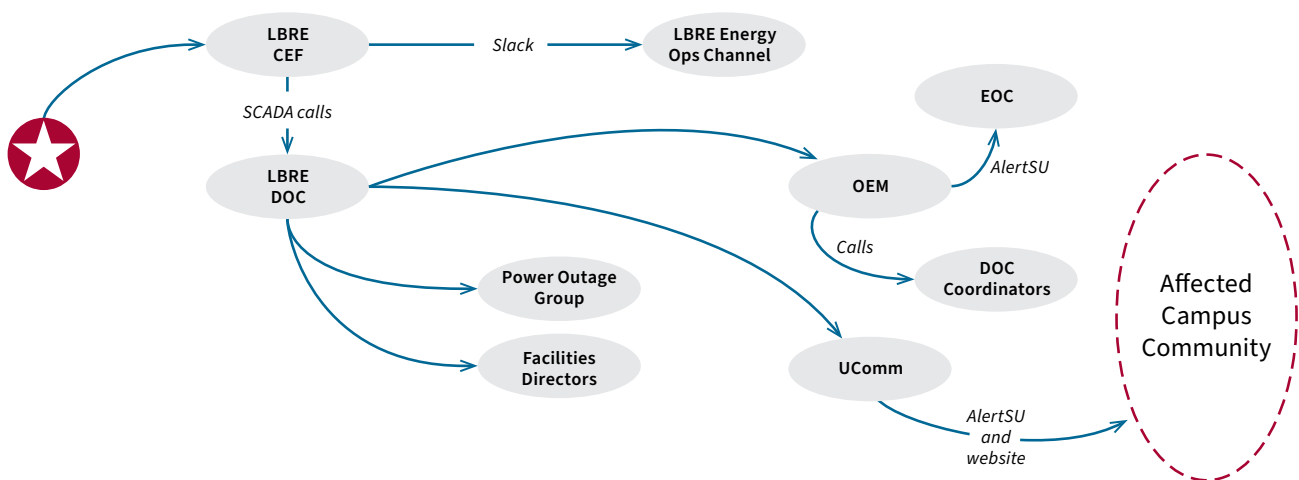 LBRE
CEF
Slack
LBRE Energy
Ops Channel
SCADA calls
EOC
LBRE
DOC
OEM
AlertSU
Calls
DOC
Coordinators
Power Outage
Group
Facilities
Directors
UComm
AlertSU
and
website
Affected
Campus
Community